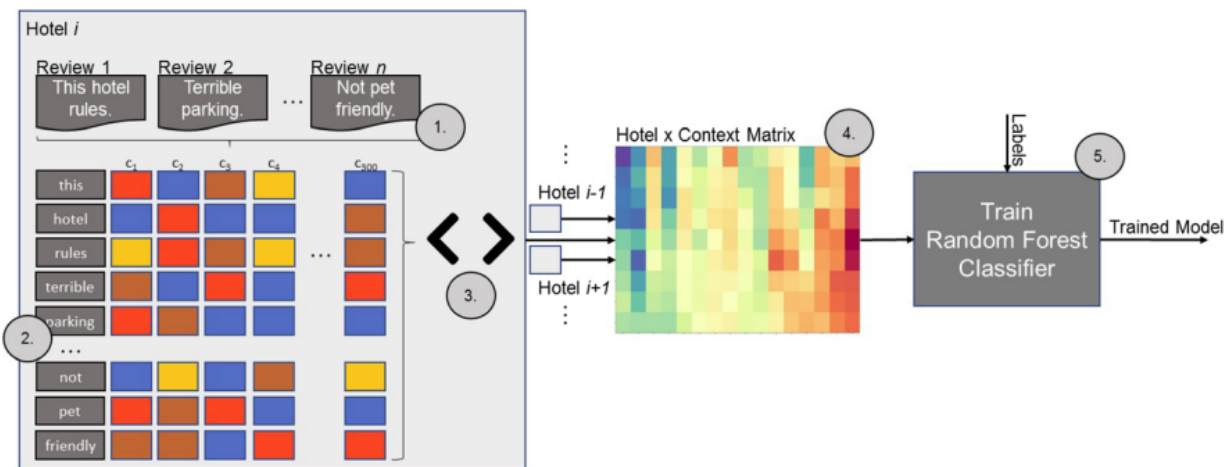 Hotel i
Review 1
Review 2
Review n
This hotel
rules.
Terrible
parking.
...
Not pet
friendly.
1.
c1
c2
c3
c4
c300
this
hotel
rules
...
terrible
parking
2.
...
not
pet
friendly
3.
⋮
Hotel i-1
Hotel i+1
⋮
Hotel x Context Matrix
4.
Labels
5.
Train
Random Forest
Classifier
Trained Model